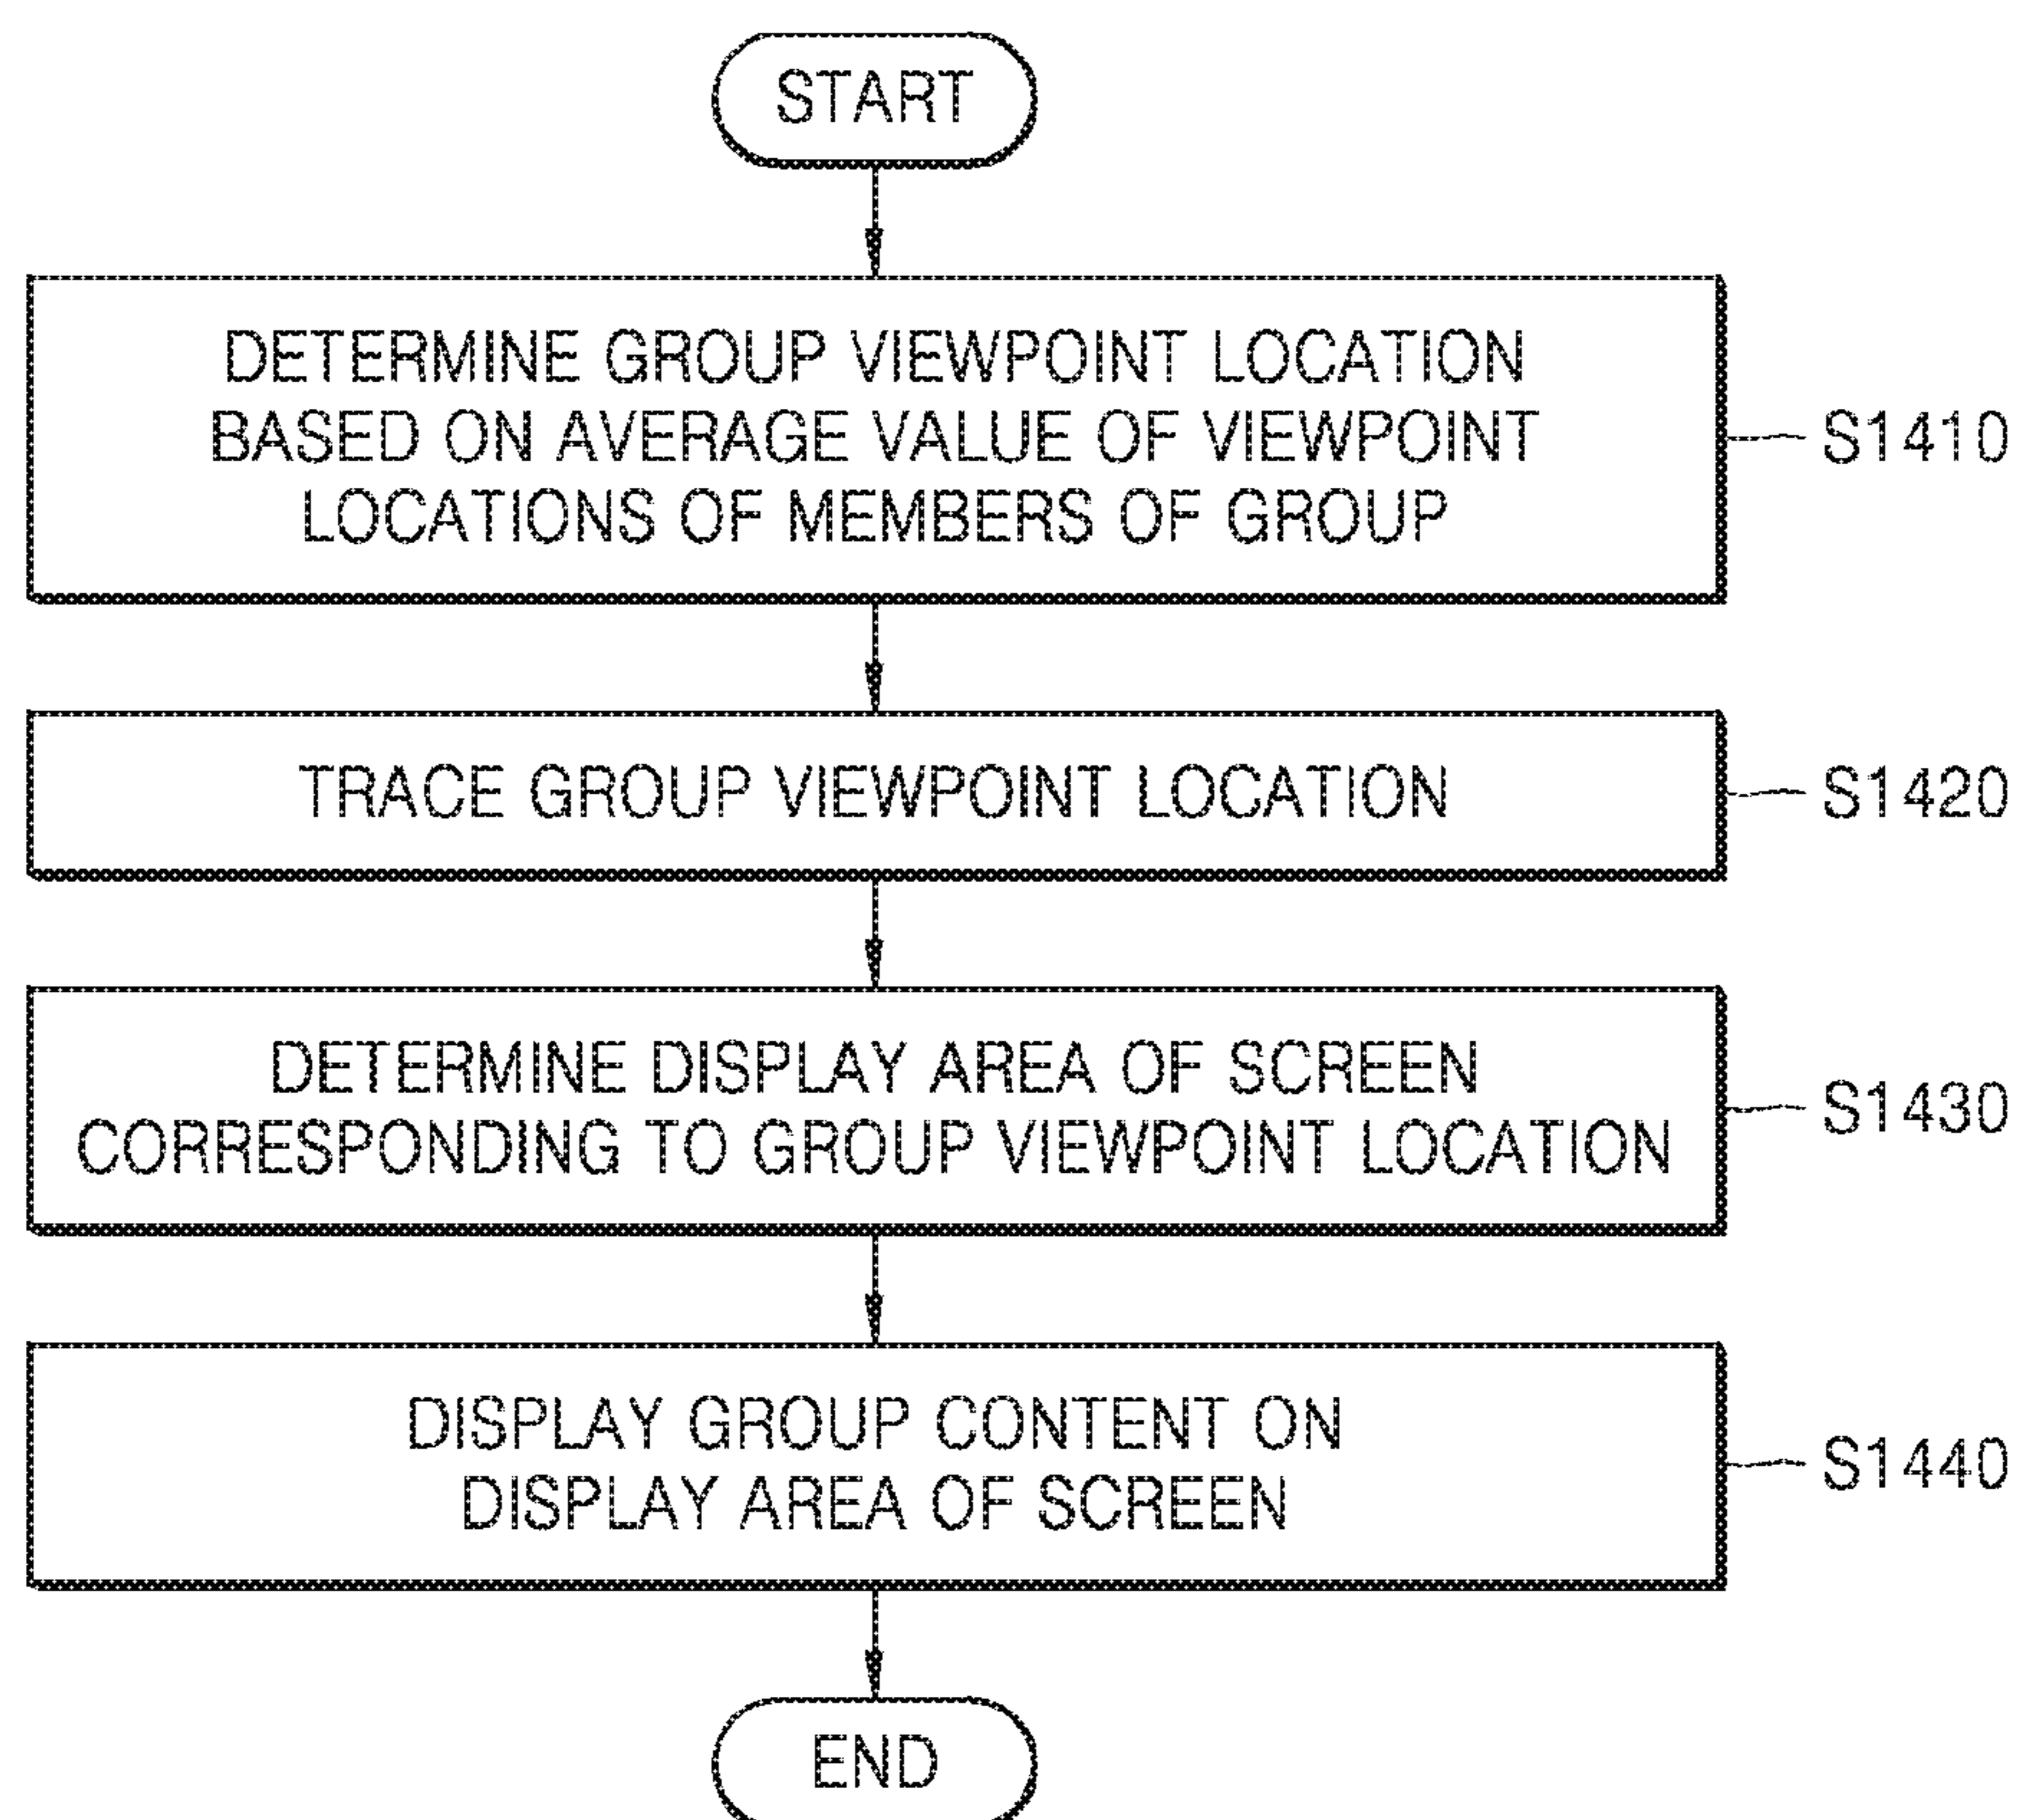 START
DETERMINE GROUP VIEWPOINT LOCATION
BASED ON AVERAGE VALUE OF VIEWPOINT
LOCATIONS OF MEMBERS OF GROUP
S1410
TRACE GROUP VIEWPOINT LOCATION
S1420
DETERMINE DISPLAY AREA OF SCREEN
CORRESPONDING TO GROUP VIEWPOINT LOCATION
S1430
DISPLAY GROUP CONTENT ON
DISPLAY AREA OF SCREEN
S1440
END